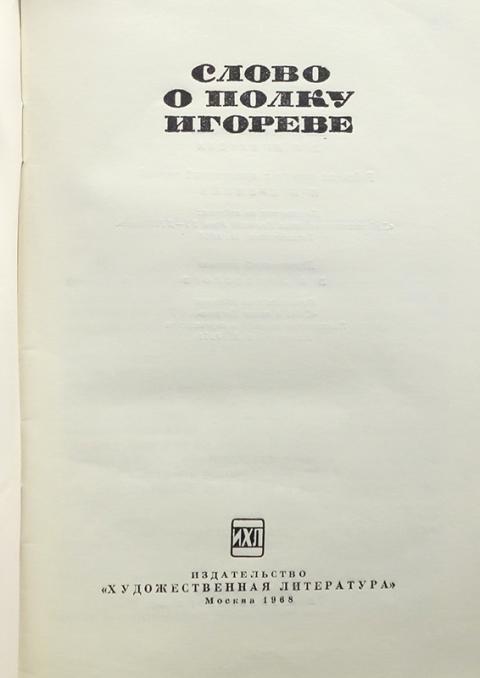 СЛОВО
О ПОЛКУ
ИГОРЕВЕ
ИХЛ
ИЗДАТЕЛЬСТВО
«ХУДОЖЕСТВЕННАЯ ЛИТЕРАТУРА»
Москва 1968